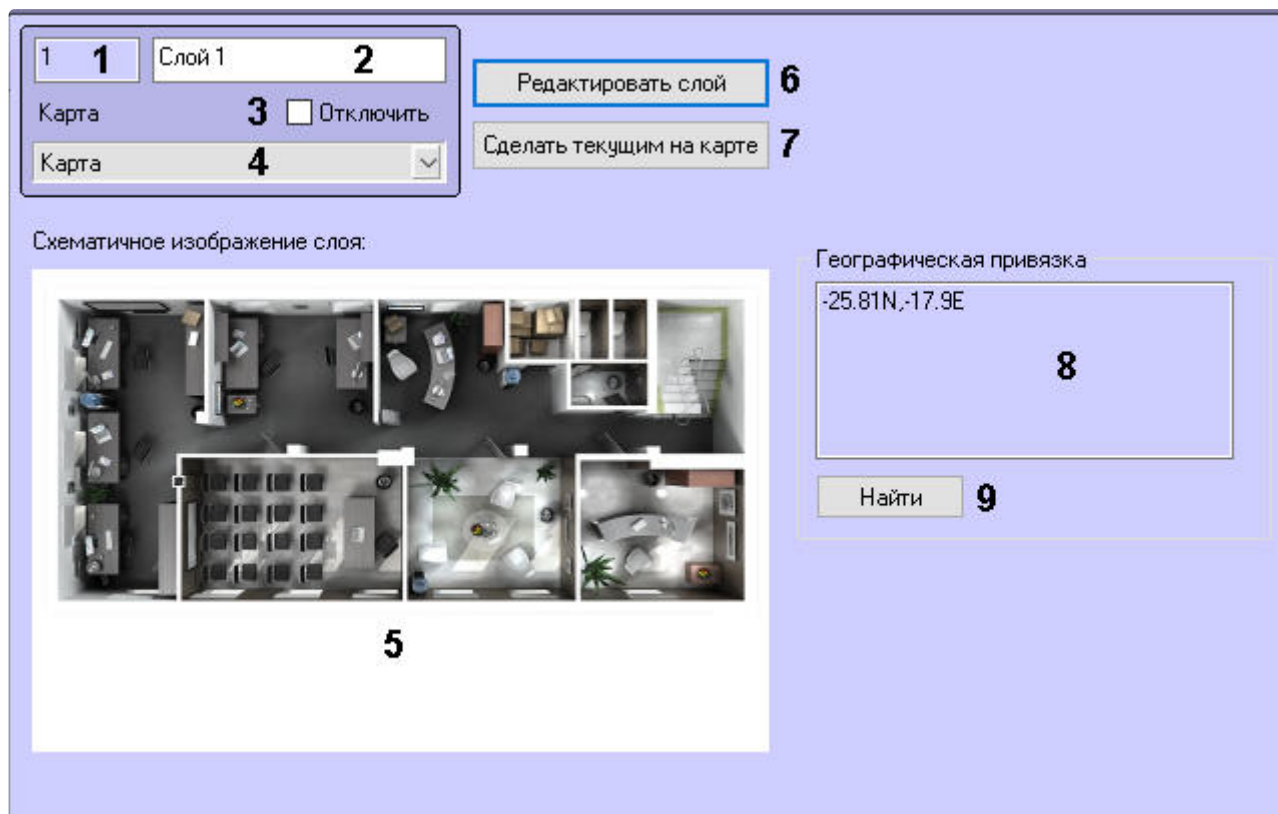 1 1 Слой 1 2
Карта 3 Отключить
Карта 4
Редактировать слой 6
Сделать текущим на карте 7
Схематичное изображение слоя:
5
Географическая привязка
-25.81N,-17.9E
8
Найти 9